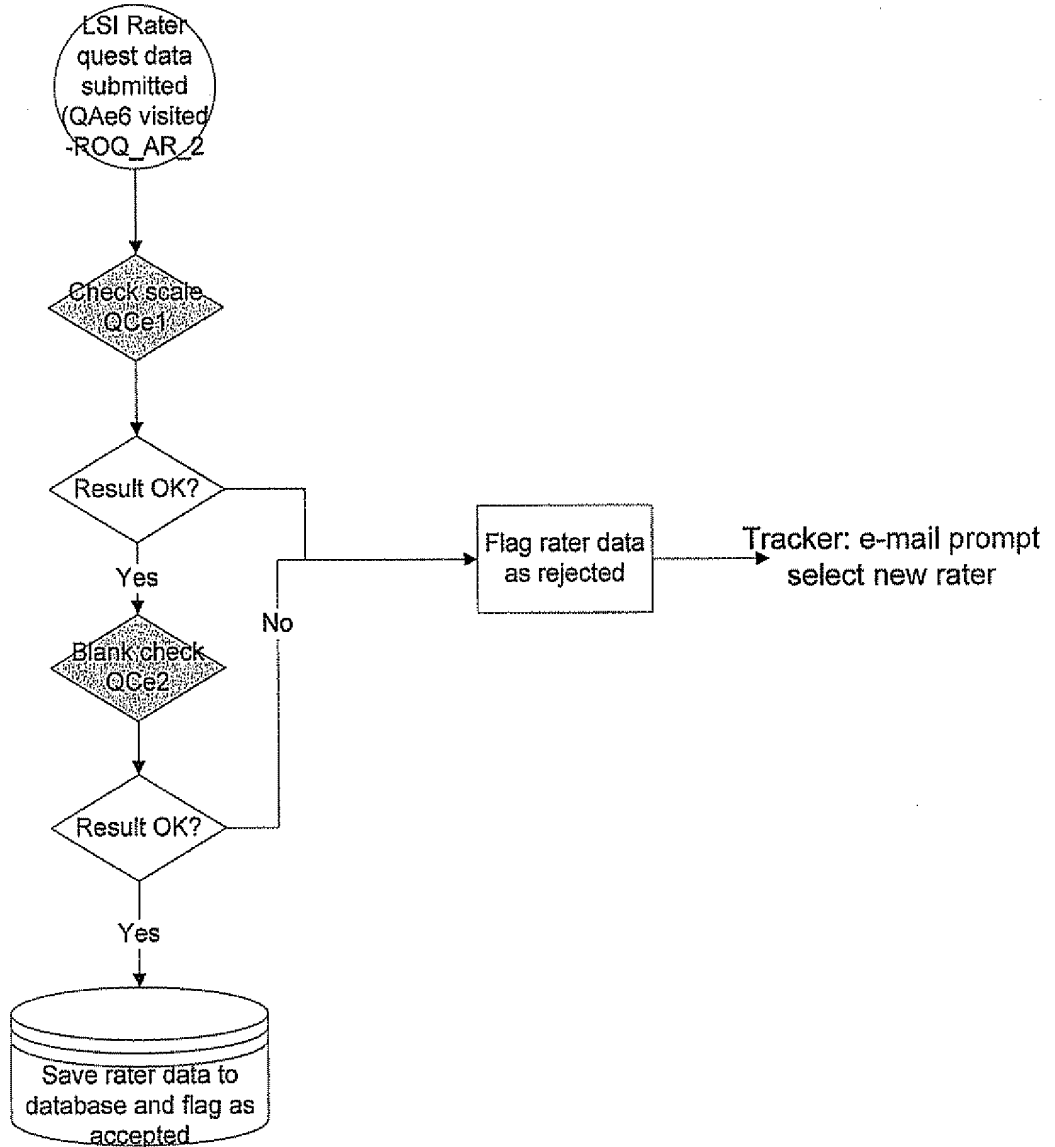 LSI Rater
quest data
submitted
(QAe6 visited
-ROQ_AR_2
Check scale
QCe1
Result OK?
Flag rater data
as rejected
Tracker: e-mail prompt
select new rater
Yes
No
Blank check
QCe2
Result OK?
Yes
Save rater data to
database and flag as
accepted